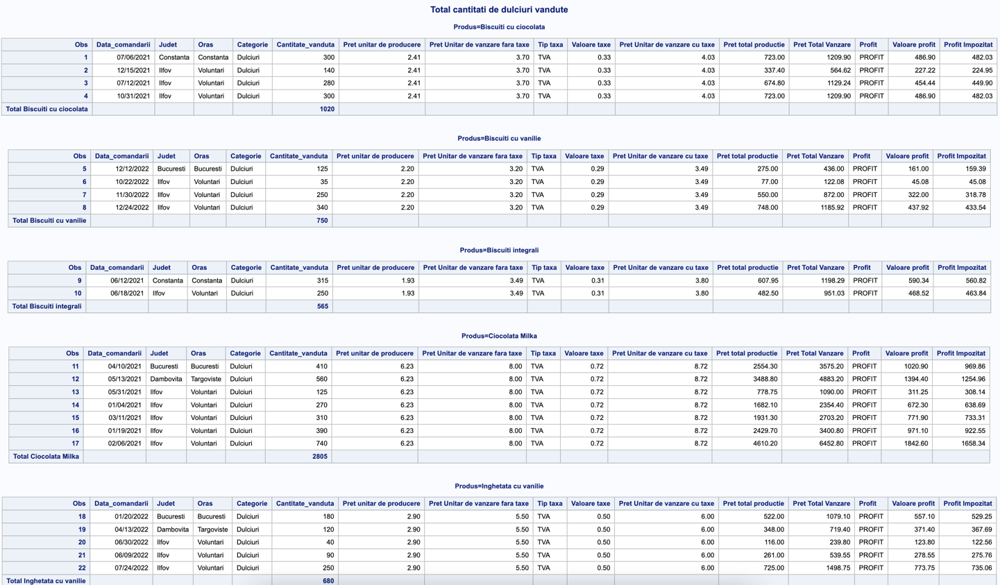 Total cantitati de dulciuri vandute
Produs=Biscuiti cu ciocolata
Obs Data_comandarii Judet Oras Categorie Cantitate_vanduta Pret unitar de producere Pret Unitar de vanzare fara taxe Tip taxa Valoare taxe Pret Unitar de vanzare cu taxe Pret total productie Pret Total Vanzare Profit Valoare profit Profit Impozitat
1 07/06/2021 Constanta Constanta Dulciuri 300 2.41 3.70 TVA 0.33 4.03 723.00 1209.90 PROFIT 486.90 482.03
2 12/15/2021 Ilfov Voluntari Dulciuri 140 2.41 3.70 TVA 0.33 4.03 337.40 564.62 PROFIT 227.22 224.95
3 07/12/2021 Ilfov Voluntari Dulciuri 280 2.41 3.70 TVA 0.33 4.03 674.80 1129.24 PROFIT 454.44 449.90
4 10/31/2021 Ilfov Voluntari Dulciuri 300 2.41 3.70 TVA 0.33 4.03 723.00 1209.90 PROFIT 486.90 482.03
Total Biscuiti cu ciocolata 1020
Produs=Biscuiti cu vanilie
Obs Data_comandarii Judet Oras Categorie Cantitate_vanduta Pret unitar de producere Pret Unitar de vanzare fara taxe Tip taxa Valoare taxe Pret Unitar de vanzare cu taxe Pret total productie Pret Total Vanzare Profit Valoare profit Profit Impozitat
5 12/12/2022 Bucuresti Bucuresti Dulciuri 125 2.20 3.20 TVA 0.29 3.49 275.00 436.00 PROFIT 161.00 159.39
6 10/22/2022 Ilfov Voluntari Dulciuri 35 2.20 3.20 TVA 0.29 3.49 77.00 122.08 PROFIT 45.08 45.08
7 11/30/2022 Ilfov Voluntari Dulciuri 250 2.20 3.20 TVA 0.29 3.49 550.00 872.00 PROFIT 322.00 318.78
8 12/24/2022 Ilfov Voluntari Dulciuri 340 2.20 3.20 TVA 0.29 3.49 748.00 1185.92 PROFIT 437.92 433.54
Total Biscuiti cu vanilie 750
Produs=Biscuiti integrali
Obs Data_comandarii Judet Oras Categorie Cantitate_vanduta Pret unitar de producere Pret Unitar de vanzare fara taxe Tip taxa Valoare taxe Pret Unitar de vanzare cu taxe Pret total productie Pret Total Vanzare Profit Valoare profit Profit Impozitat
9 06/12/2021 Constanta Constanta Dulciuri 315 1.93 3.49 TVA 0.31 3.80 607.95 1198.29 PROFIT 590.34 560.82
10 06/18/2021 Ilfov Voluntari Dulciuri 250 1.93 3.49 TVA 0.31 3.80 482.50 951.03 PROFIT 468.52 463.84
Total Biscuiti integrali 565
Produs=Ciocolata Milka
Obs Data_comandarii Judet Oras Categorie Cantitate_vanduta Pret unitar de producere Pret Unitar de vanzare fara taxe Tip taxa Valoare taxe Pret Unitar de vanzare cu taxe Pret total productie Pret Total Vanzare Profit Valoare profit Profit Impozitat
11 04/10/2021 Bucuresti Bucuresti Dulciuri 410 6.23 8.00 TVA 0.72 8.72 2554.30 3575.20 PROFIT 1020.90 969.86
12 05/13/2021 Dambovita Targoviste Dulciuri 560 6.23 8.00 TVA 0.72 8.72 3488.80 4883.20 PROFIT 1394.40 1254.96
13 05/31/2021 Ilfov Voluntari Dulciuri 125 6.23 8.00 TVA 0.72 8.72 778.75 1090.00 PROFIT 311.25 308.14
14 01/04/2021 Ilfov Voluntari Dulciuri 270 6.23 8.00 TVA 0.72 8.72 1682.10 2354.40 PROFIT 672.30 638.69
15 03/11/2021 Ilfov Voluntari Dulciuri 310 6.23 8.00 TVA 0.72 8.72 1931.30 2703.20 PROFIT 771.90 733.31
16 01/19/2021 Ilfov Voluntari Dulciuri 390 6.23 8.00 TVA 0.72 8.72 2429.70 3400.80 PROFIT 971.10 922.55
17 02/06/2021 Ilfov Voluntari Dulciuri 740 6.23 8.00 TVA 0.72 8.72 4610.20 6452.80 PROFIT 1842.60 1658.34
Total Ciocolata Milka 2805
Produs=Inghetata cu vanilie
Obs Data_comandarii Judet Oras Categorie Cantitate_vanduta Pret unitar de producere Pret Unitar de vanzare fara taxe Tip taxa Valoare taxe Pret Unitar de vanzare cu taxe Pret total productie Pret Total Vanzare Profit Valoare profit Profit Impozitat
18 01/20/2022 Bucuresti Bucuresti Dulciuri 180 2.90 5.50 TVA 0.50 6.00 522.00 1079.10 PROFIT 557.10 529.25
19 04/13/2022 Dambovita Targoviste Dulciuri 120 2.90 5.50 TVA 0.50 6.00 348.00 719.40 PROFIT 371.40 367.69
20 06/30/2022 Ilfov Voluntari Dulciuri 40 2.90 5.50 TVA 0.50 6.00 116.00 239.80 PROFIT 123.80 122.56
21 06/09/2022 Ilfov Voluntari Dulciuri 90 2.90 5.50 TVA 0.50 6.00 261.00 539.55 PROFIT 278.55 275.76
22 07/24/2022 Ilfov Voluntari Dulciuri 250 2.90 5.50 TVA 0.50 6.00 725.00 1498.75 PROFIT 773.75 735.06
Total Inghetata cu vanilie 680